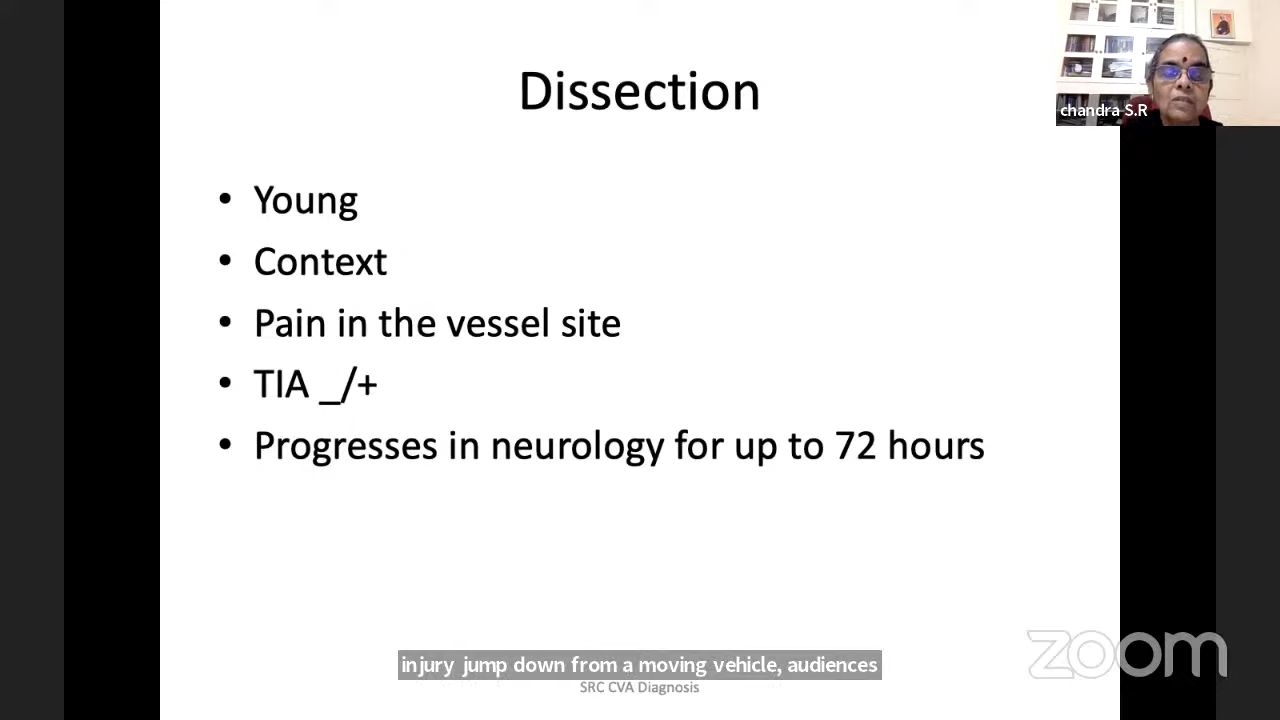 Dissection
chandra S.R
• Young
• Context
• Pain in the vessel site
• TIA _/+
• Progresses in neurology for up to 72 hours
injury jump down from a moving vehicle, audiences
SRC CVA Diagnosis
zoom